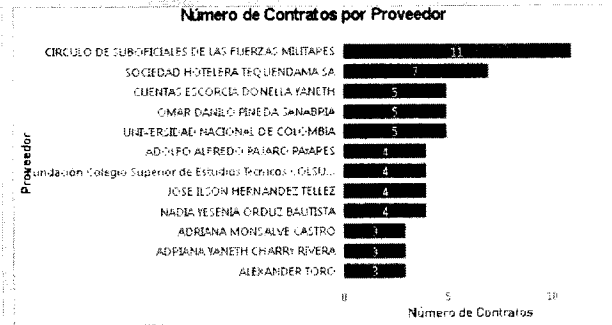 Número de Contratos por Proveedor
CIRCULO DE SUBOFICIALES DE LAS FUERZAS MILITARES 11
SOCIEDAD HOTELERA TEQUENDAMA SA 7
CUENTAS ESCORCIA DONELLA YANETH 5
OMAR DANILO PINEDA SANABRIA 5
UNIVERSIDAD NACIONAL DE COLOMBIA 5
ADOLFO ALFREDO PAJARO PAJARES 4
Fundación Colegio Superior de Estudios Técnicos COLSU... 4
JOSE ILSON HERNANDEZ TELLEZ 4
NADIA YESENIA ORDUZ BAUTISTA 4
ADRIANA MONSALVE CASTRO 3
ADRIANA YANETH CHARRY RIVERA 3
ALEXANDER TORO 3
Proveedor
0 5 10
Número de Contratos